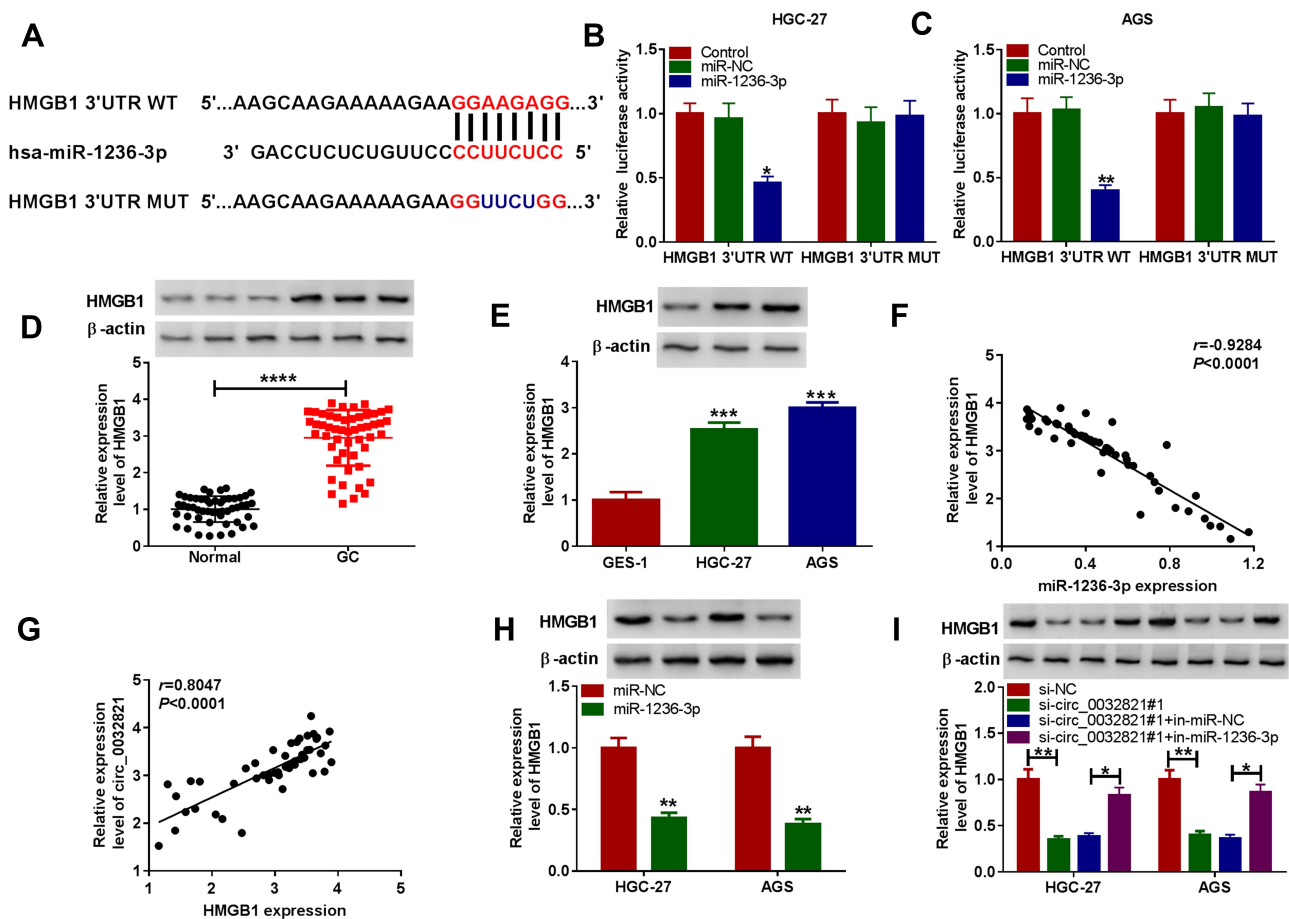 A
HMGB1 3'UTR WT 5'...AAGCAAGAAAAAGAAGGAAGAGG...3'
hsa-miR-1236-3p 3' GACCUCUCUGUUCCCCUUCUCC 5'
HMGB1 3'UTR MUT 5'...AAGCAAGAAAAAGAAGGUUCUGG...3'
B
HGC-27
Relative luciferase activity
1.5
1.0
0.5
0.0
Control
miR-NC
miR-1236-3p
*
HMGB1 3'UTR WT HMGB1 3'UTR MUT
C
AGS
Relative luciferase activity
1.5
1.0
0.5
0.0
Control
miR-NC
miR-1236-3p
**
HMGB1 3'UTR WT HMGB1 3'UTR MUT
D
HMGB1
β-actin
Relative expression
level of HMGB1
5
4
3
2
1
0
****
Normal GC
E
HMGB1
β-actin
Relative expression
level of HMGB1
4
3
2
1
0
*** ***
GES-1 HGC-27 AGS
F
Relative expression
level of HMGB1
5
4
3
2
1
r=-0.9284
P<0.0001
0.0 0.4 0.8 1.2
miR-1236-3p expression
G
Relative expression
level of circ_0032821
5
4
3
2
1
r=0.8047
P<0.0001
1 2 3 4 5
HMGB1 expression
H
HMGB1
β-actin
Relative expression
level of HMGB1
1.5
1.0
0.5
0.0
miR-NC
miR-1236-3p
** **
HGC-27 AGS
I
HMGB1
β-actin
Relative expression
level of HMGB1
2.0
1.5
1.0
0.5
0.0
si-NC
si-circ_0032821#1
si-circ_0032821#1+in-miR-NC
si-circ_0032821#1+in-miR-1236-3p
** * ** *
HGC-27 AGS